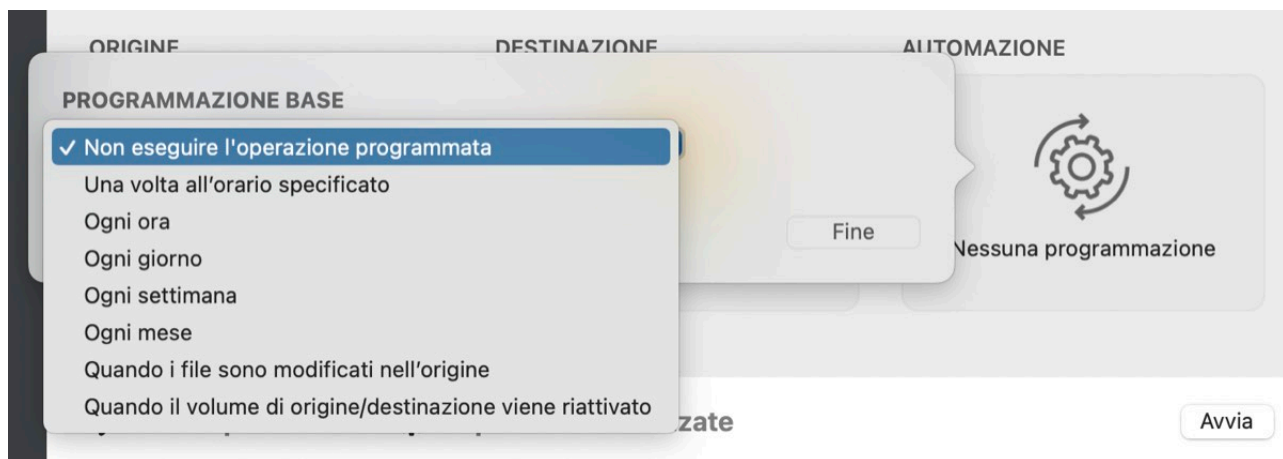 ORIGINE DESTINAZIONE AUTOMAZIONE
PROGRAMMAZIONE BASE
✓ Non eseguire l'operazione programmata
Una volta all'orario specificato
Ogni ora
Ogni giorno
Ogni settimana
Ogni mese
Quando i file sono modificati nell'origine
Quando il volume di origine/destinazione viene riattivato
Fine
Nessuna programmazione
zate
Avvia